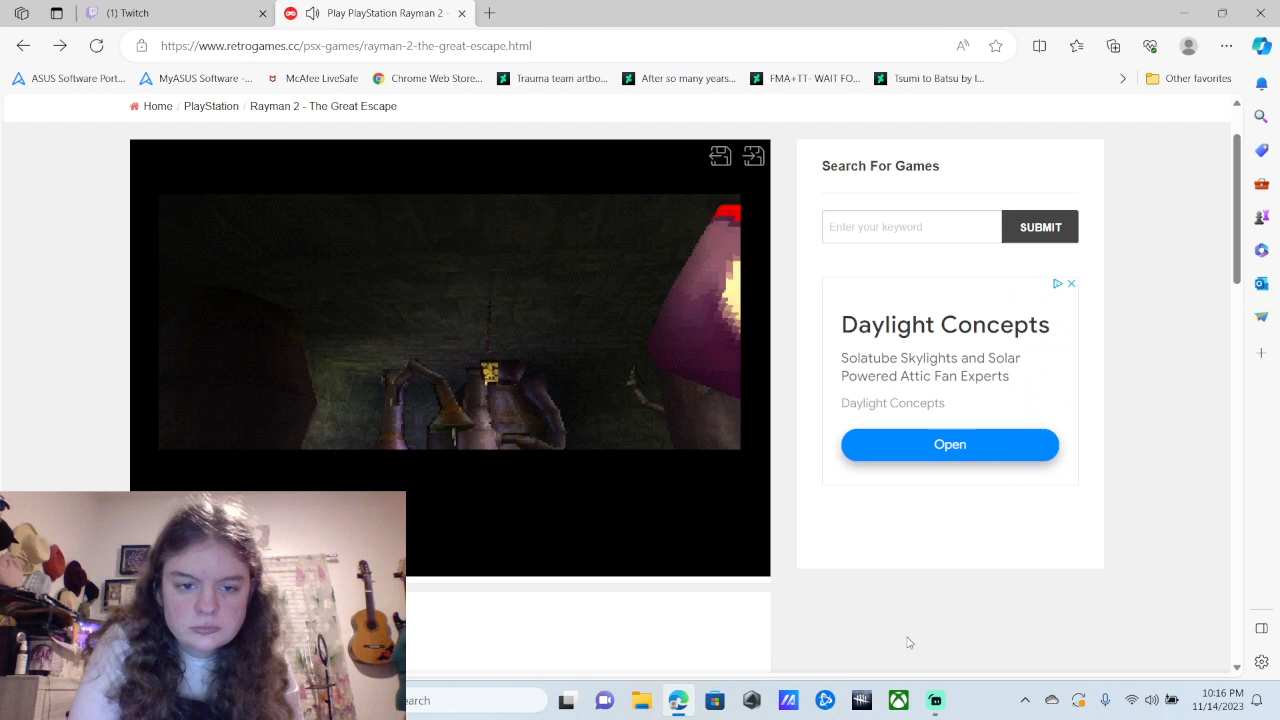 (1) Twitch
Play PlayStation Rayman 2 -
https://www.retrogames.cc/psx-games/rayman-2-the-great-escape.html
ASUS Software Port...
MyASUS Software -...
McAfee LiveSafe
Chrome Web Store...
Trauma team artbo...
After so many years...
FMA+TT- WAIT FO...
Tsumi to Batsu by I...
Other favorites
Home / PlayStation / Rayman 2 - The Great Escape
Search For Games
Enter your keyword
SUBMIT
Daylight Concepts
Solatube Skylights and Solar
Powered Attic Fan Experts
Daylight Concepts
Open
earch
10:16 PM
11/14/2023